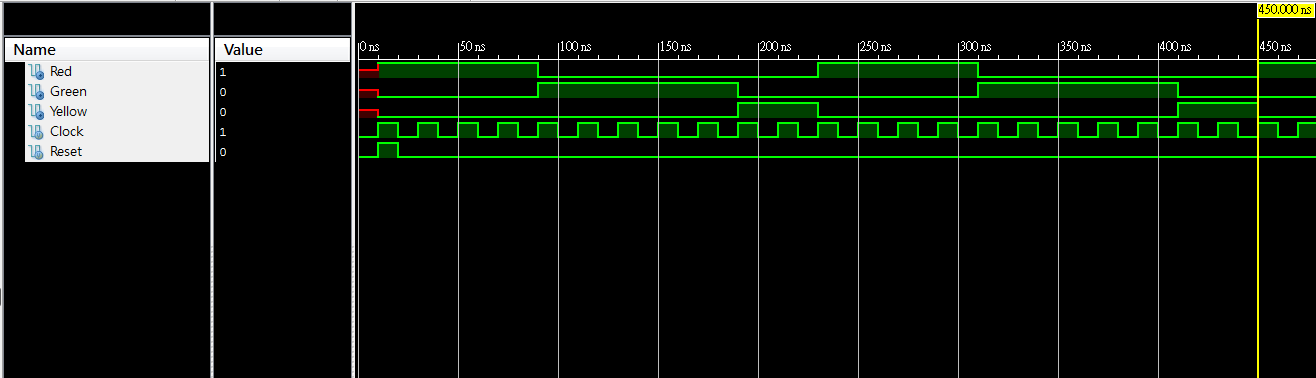 450.000 ns
Name Value
0 ns 50 ns 100 ns 150 ns 200 ns 250 ns 300 ns 350 ns 400 ns 450 ns
Red 1
Green 0
Yellow 0
Clock 1
Reset 0